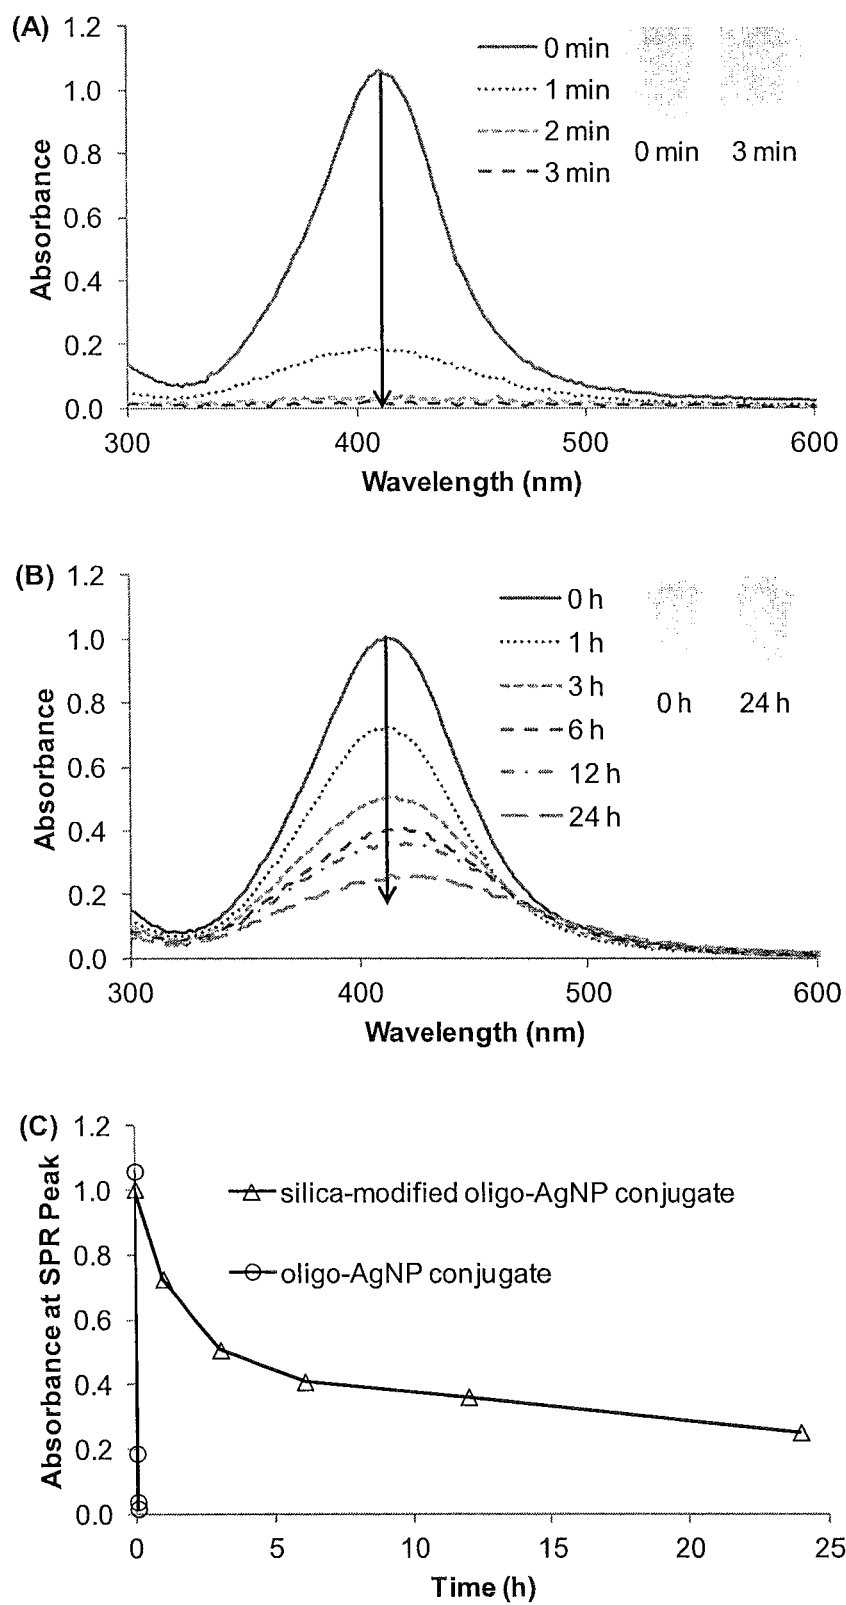 (A)
1.2
1.0
0.8
0.6
0.4
0.2
0.0
Absorbance
300
400
500
600
Wavelength (nm)
0 min
1 min
2 min
3 min
0 min
3 min
(B)
1.2
1.0
0.8
0.6
0.4
0.2
0.0
Absorbance
300
400
500
600
Wavelength (nm)
0 h
1 h
3 h
6 h
12 h
24 h
0 h
24 h
(C)
1.2
1.0
0.8
0.6
0.4
0.2
0.0
Absorbance at SPR Peak
silica-modified oligo-AgNP conjugate
oligo-AgNP conjugate
0
5
10
15
20
25
Time (h)